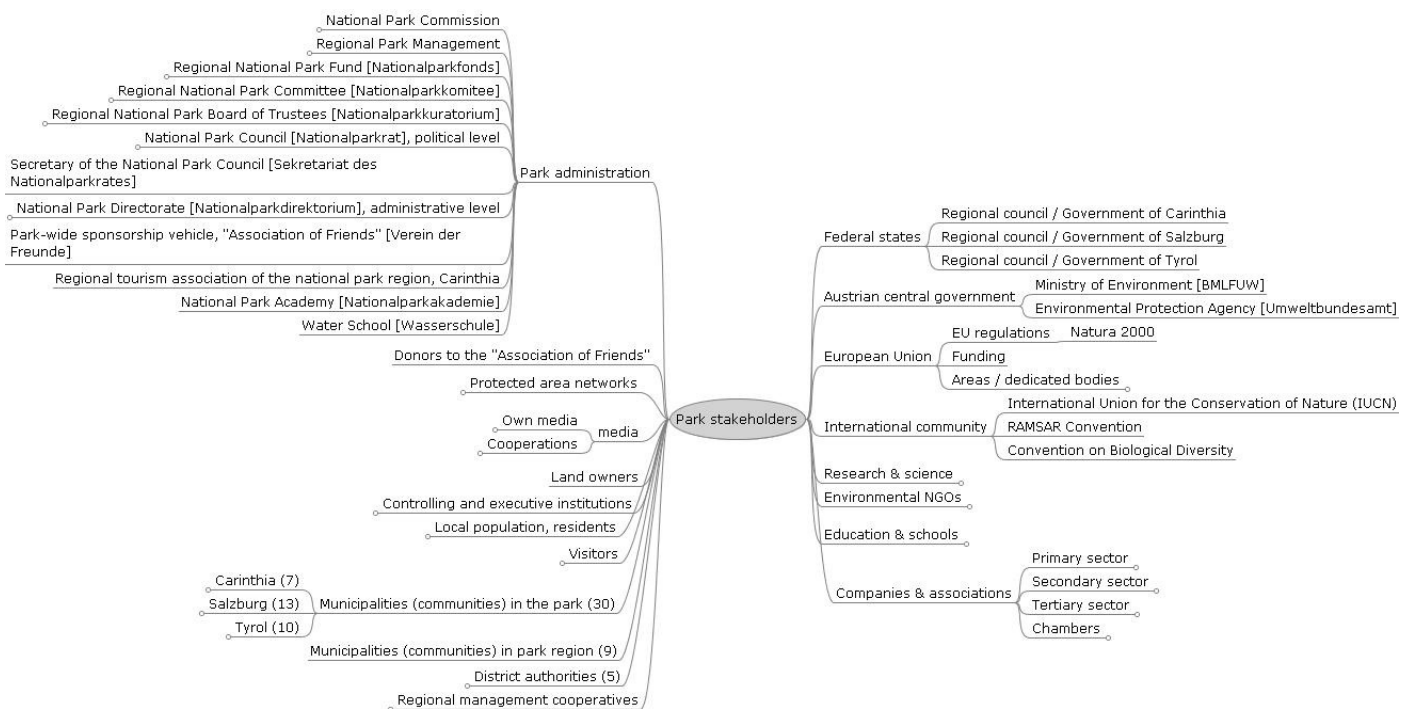 National Park Commission
Regional Park Management
Regional National Park Fund [Nationalparkfonds]
Regional National Park Committee [Nationalparkkomitee]
Regional National Park Board of Trustees [Nationalparkkuratorium]
National Park Council [Nationalparkrat], political level
Secretary of the National Park Council [Sekretariat des
Nationalparkrates]
National Park Directorate [Nationalparkdirektorium], administrative level
Park-wide sponsorship vehicle, "Association of Friends" [Verein der
Freunde]
Regional tourism association of the national park region, Carinthia
National Park Academy [Nationalparkakademie]
Water School [Wasserschule]
Park administration
Donors to the "Association of Friends"
Protected area networks
Own media
Cooperations
media
Land owners
Controlling and executive institutions
Local population, residents
Visitors
Carinthia (7)
Salzburg (13)
Tyrol (10)
Municipalities (communities) in the park (30)
Municipalities (communities) in park region (9)
District authorities (5)
Regional management cooperatives
Park stakeholders
Federal states
Regional council / Government of Carinthia
Regional council / Government of Salzburg
Regional council / Government of Tyrol
Austrian central government
Ministry of Environment [BMLFUW]
Environmental Protection Agency [Umweltbundesamt]
European Union
EU regulations
Natura 2000
Funding
Areas / dedicated bodies
International community
International Union for the Conservation of Nature (IUCN)
RAMSAR Convention
Convention on Biological Diversity
Research & science
Environmental NGOs
Education & schools
Companies & associations
Primary sector
Secondary sector
Tertiary sector
Chambers